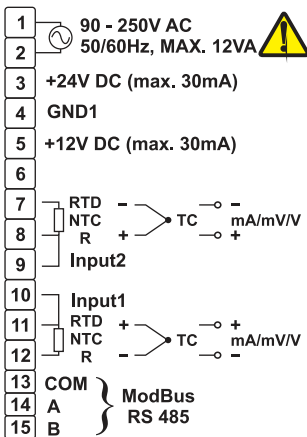 1 90 - 250V AC
2 50/60Hz, MAX. 12VA
3 +24V DC (max. 30mA)
4 GND1
5 +12V DC (max. 30mA)
6
7 RTD - -
NTC TC mA/mV/V
8 R + +
9 Input2
10 Input1
11 RTD + +
NTC TC mA/mV/V
12 R - -
13 COM
14 A ModBus
RS 485
15 B